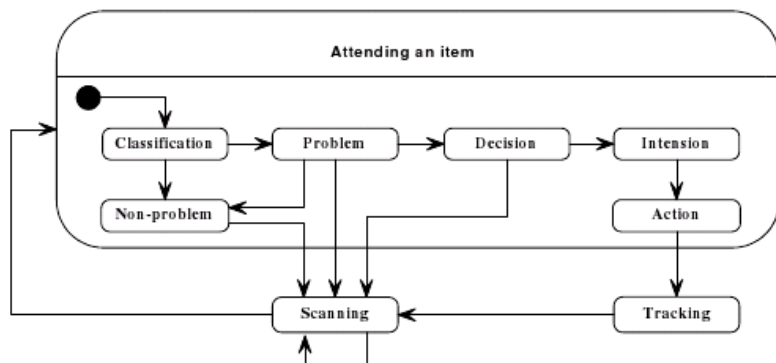 Attending an item
Classification
Problem
Decision
Intension
Non-problem
Action
Scanning
Tracking